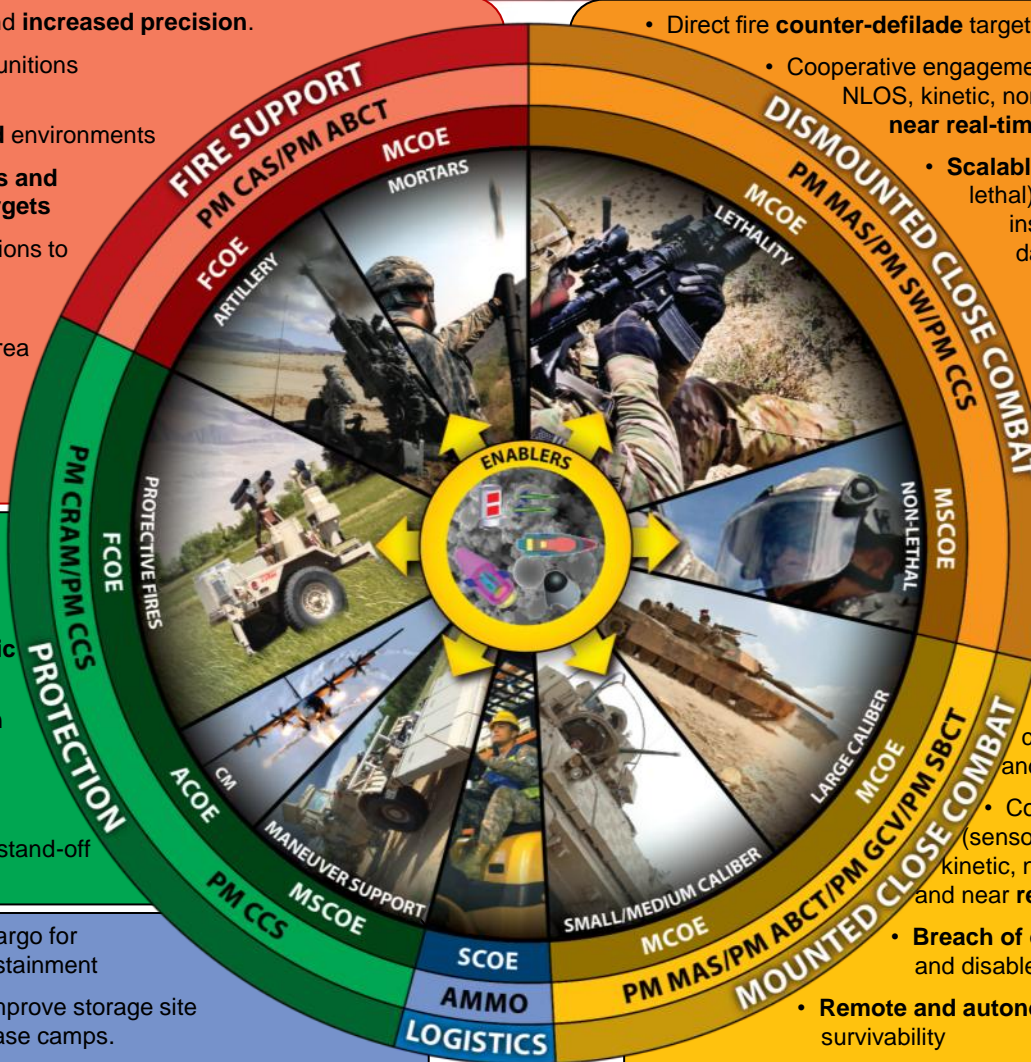 d increased precision.
unitions
environments
s and
rgets
ions to
rea
• Direct fire counter-defilade target
• Cooperative engageme
NLOS, kinetic, no
near real-tim
• Scalabl
lethal)
ins
da
FIRE SUPPORT
PM CAS/PM ABCT
FCOE
MCOE
ARTILLERY
MORTARS
DISMOUNTED CLOSE COMBAT
PM MAS/PM SW/PM CCS
MCOE
MSCOE
LETHALITY
NON-LETHAL
ENABLERS
PROTECTION
PM CRAM/PM CCS
PM CCS
FCOE
ACOE
MSCOE
PROTECTIVE FIRES
CM
MANEUVER SUPPORT
LARGE CALIBER
SMALL/MEDIUM CALIBER
MCOE
MCOE
PM MAS/PM ABCT/PM GCV/PM SBCT
MOUNTED CLOSE COMBAT
SCOE
AMMO
LOGISTICS
ic
stand-off
argo for
stainment
mprove storage site
ase camps.
and
• Co
(senso
kinetic, n
and near re
• Breach of
and disable
• Remote and auton
survivability